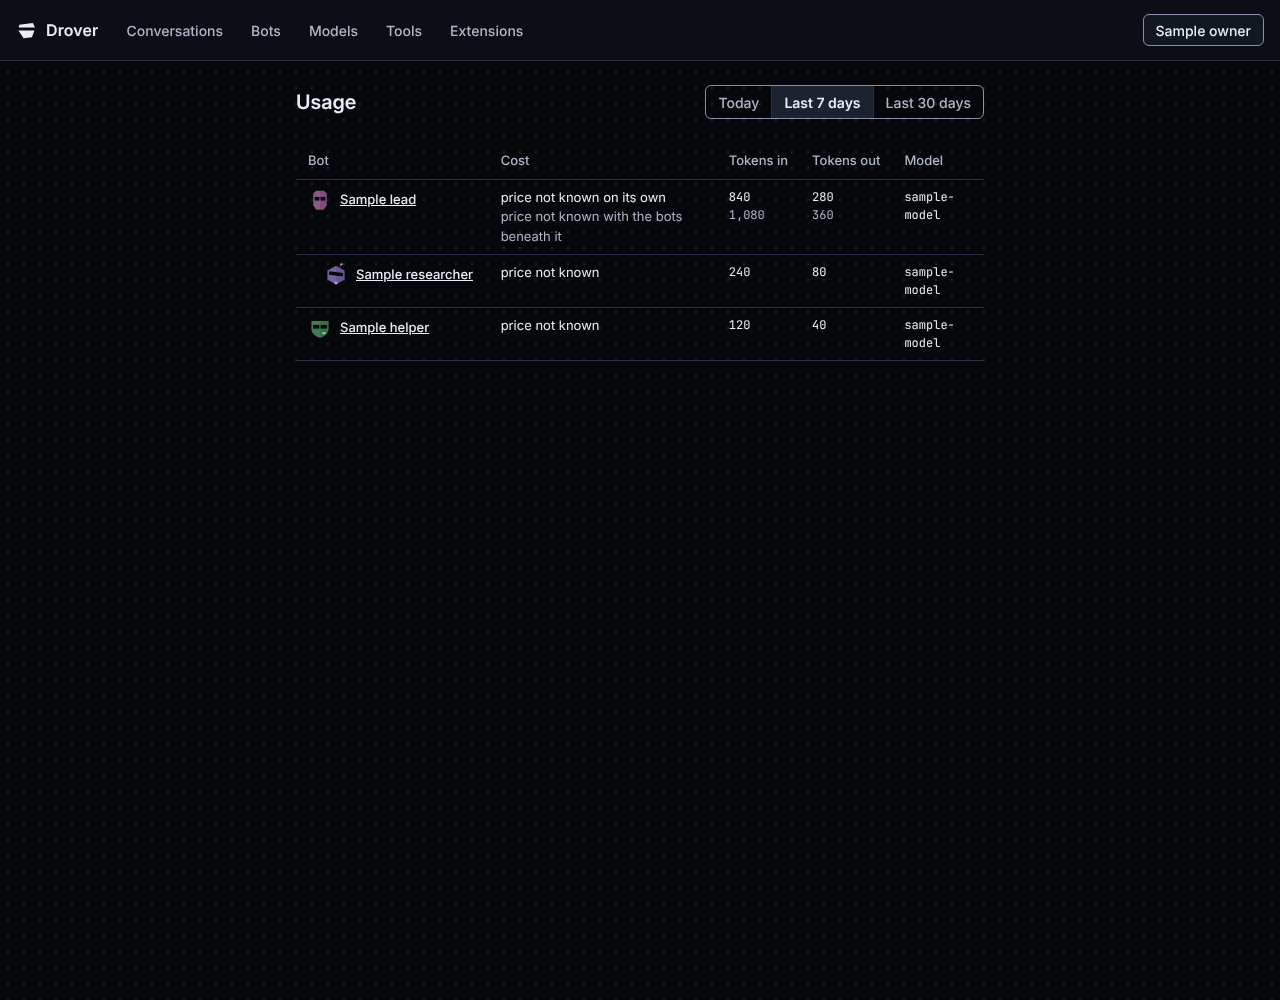 Drover
Conversations
Bots
Models
Tools
Extensions
Sample owner
Usage
Today
Last 7 days
Last 30 days
Bot
Cost
Tokens in
Tokens out
Model
Sample lead
price not known on its own
price not known with the bots
beneath it
840
1,080
280
360
sample-
model
Sample researcher
price not known
240
80
sample-
model
Sample helper
price not known
120
40
sample-
model